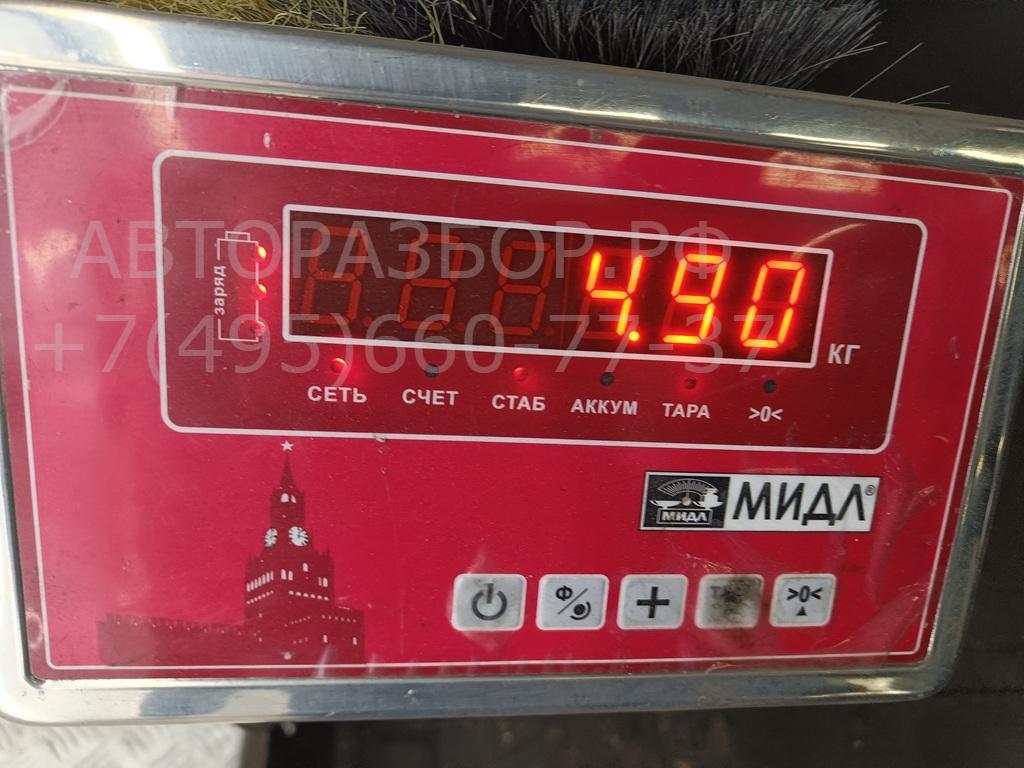 АВТОРАЗБОР.РФ
+7(495)660-77-37
заряд
4.90
КГ
СЕТЬ СЧЕТ СТАБ АККУМ ТАРА >0<
МИДЛ МИДЛ®
Ф + >0<